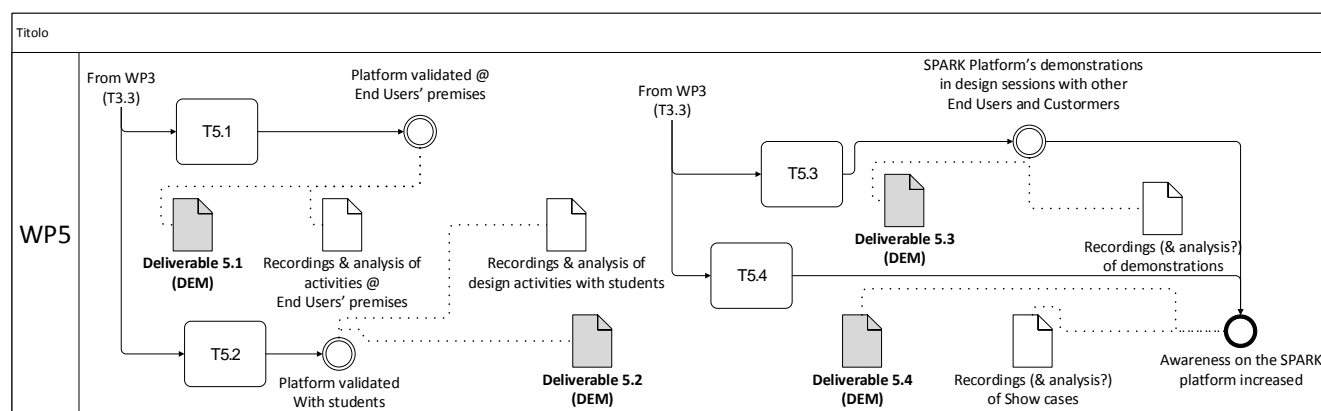 Titolo
WP5
From WP3
(T3.3)
Platform validated @
End Users' premises
T5.1
Deliverable 5.1
(DEM)
Recordings & analysis of
activities @
End Users' premises
Recordings & analysis of
design activities with students
T5.2
Platform validated
With students
Deliverable 5.2
(DEM)
From WP3
(T3.3)
SPARK Platform's demonstrations
in design sessions with other
End Users and Custormers
T5.3
Deliverable 5.3
(DEM)
Recordings (& analysis?)
of demonstrations
T5.4
Deliverable 5.4
(DEM)
Recordings (& analysis?)
of Show cases
Awareness on the SPARK
platform increased